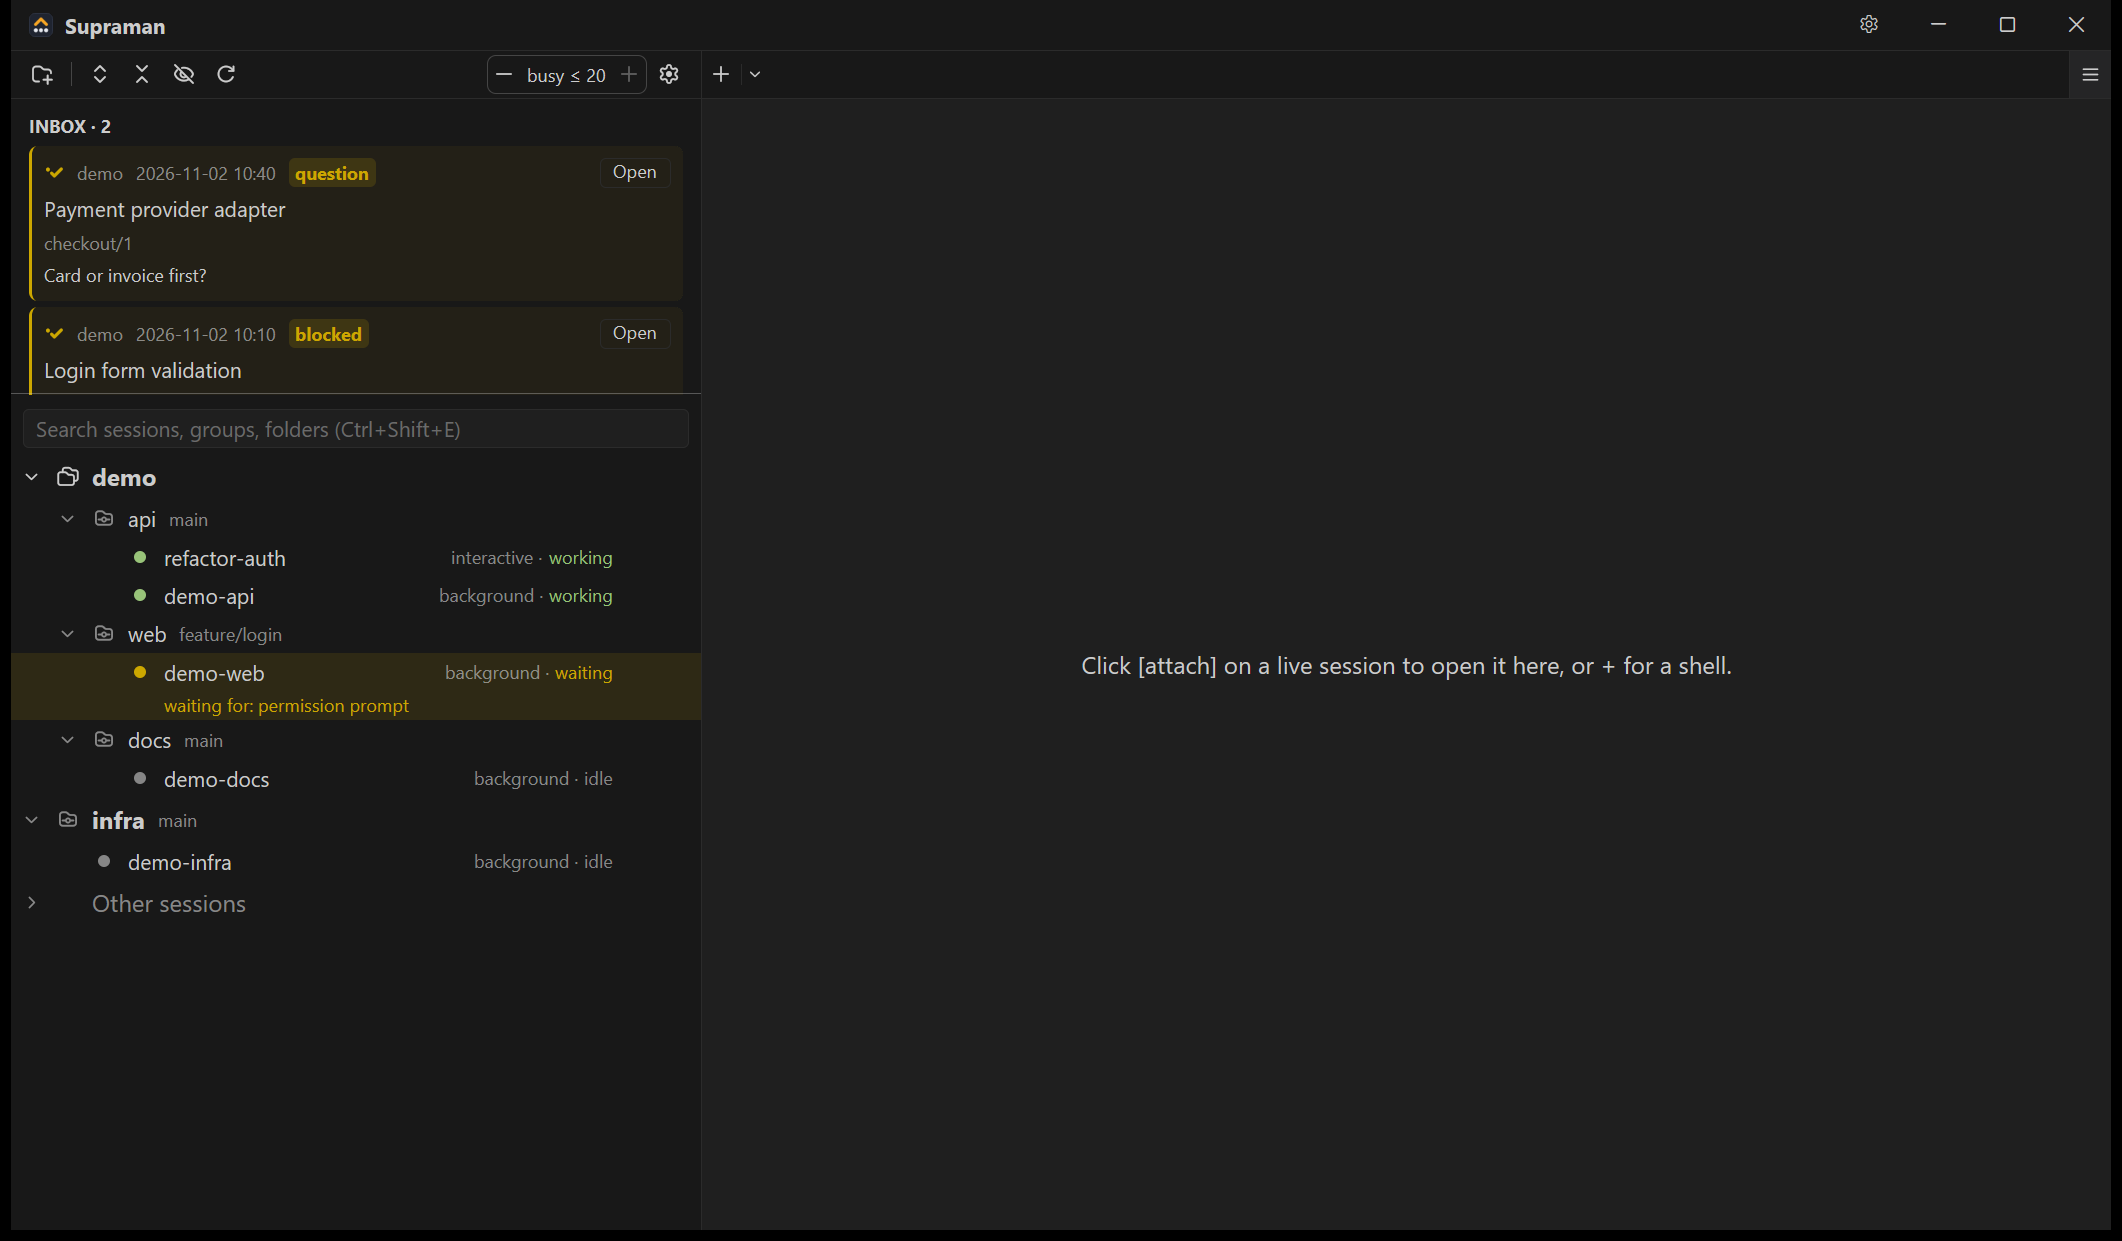 Supraman
busy ≤ 20
INBOX · 2
demo 2026-11-02 10:40 question Open
Payment provider adapter
checkout/1
Card or invoice first?
demo 2026-11-02 10:10 blocked Open
Login form validation
Search sessions, groups, folders (Ctrl+Shift+E)
demo
api main
refactor-auth interactive · working
demo-api background · working
web feature/login
demo-web background · waiting
waiting for: permission prompt
docs main
demo-docs background · idle
infra main
demo-infra background · idle
Other sessions
Click [attach] on a live session to open it here, or + for a shell.